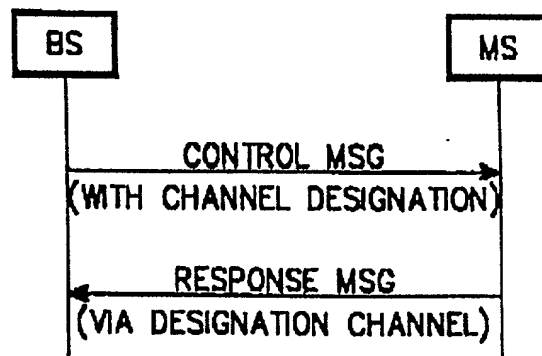 BS
MS
CONTROL MSG
(WITH CHANNEL DESIGNATION)
RESPONSE MSG
(VIA DESIGNATION CHANNEL)